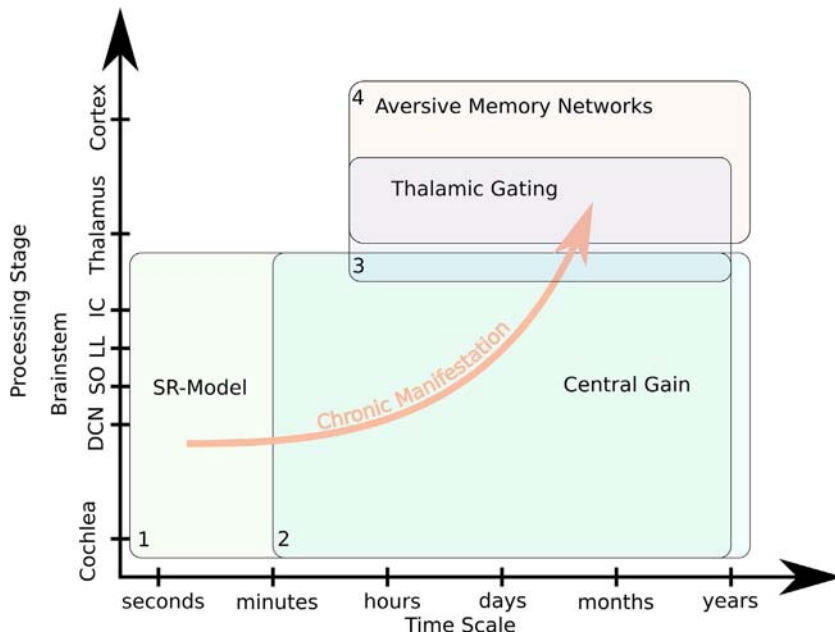 4
Aversive Memory Networks
Thalamic Gating
3
SR-Model
Central Gain
Chronic Manifestation
1
2
Processing Stage
Brainstem
Cortex
Thalamus
IC
LL
SO
DCN
Cochlea
seconds minutes hours days months years
Time Scale